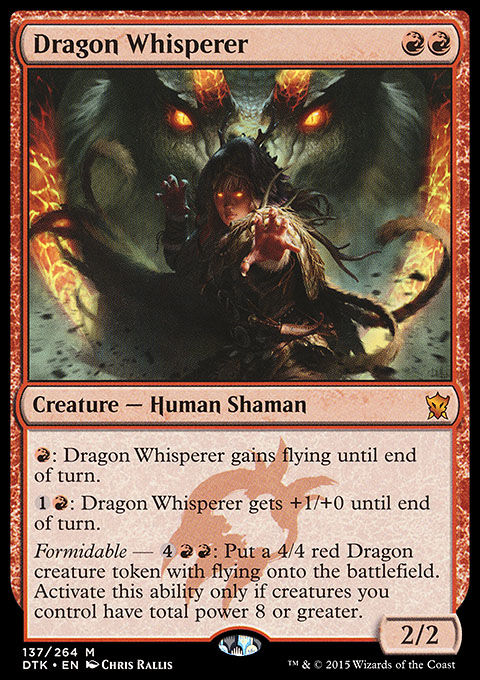 Dragon Whisperer
Creature — Human Shaman
: Dragon Whisperer gains flying until end
of turn.
1 : Dragon Whisperer gets +1/+0 until end
of turn.
Formidable — 4 : Put a 4/4 red Dragon
creature token with flying onto the battlefield.
Activate this ability only if creatures you
control have total power 8 or greater.
2/2
137/264 M
DTK • EN Chris Rallis
™ & © 2015 Wizards of the Coast